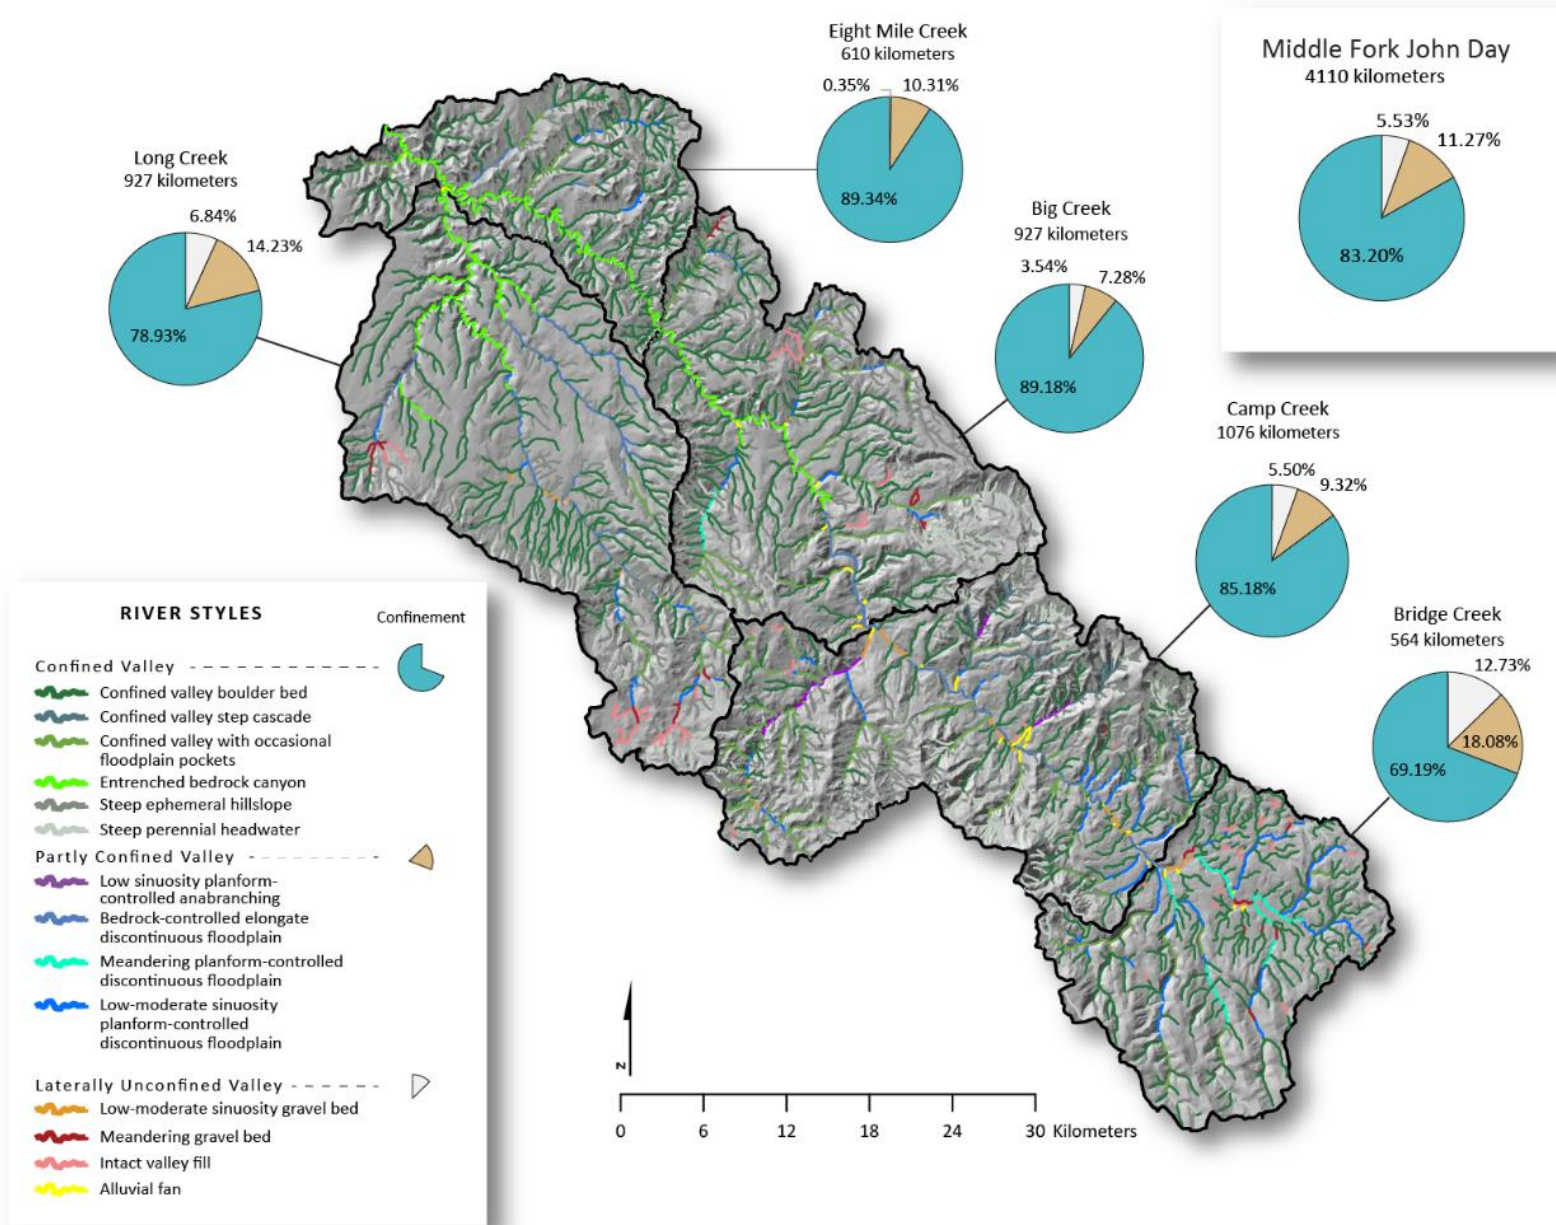 Eight Mile Creek
610 kilometers
0.35%
10.31%
89.34%
Middle Fork John Day
4110 kilometers
5.53%
11.27%
83.20%
Long Creek
927 kilometers
6.84%
14.23%
78.93%
Big Creek
927 kilometers
3.54%
7.28%
89.18%
Camp Creek
1076 kilometers
5.50%
9.32%
85.18%
Bridge Creek
564 kilometers
12.73%
18.08%
69.19%
RIVER STYLES
Confinement
Confined Valley
Confined valley boulder bed
Confined valley step cascade
Confined valley with occasional
floodplain pockets
Entrenched bedrock canyon
Steep ephemeral hillslope
Steep perennial headwater
Partly Confined Valley
Low sinuosity planform-
controlled anabranching
Bedrock-controlled elongate
discontinuous floodplain
Meandering planform-controlled
discontinuous floodplain
Low-moderate sinuosity
planform-controlled
discontinuous floodplain
Laterally Unconfined Valley
Low-moderate sinuosity gravel bed
Meandering gravel bed
Intact valley fill
Alluvial fan
N
0 6 12 18 24 30 Kilometers